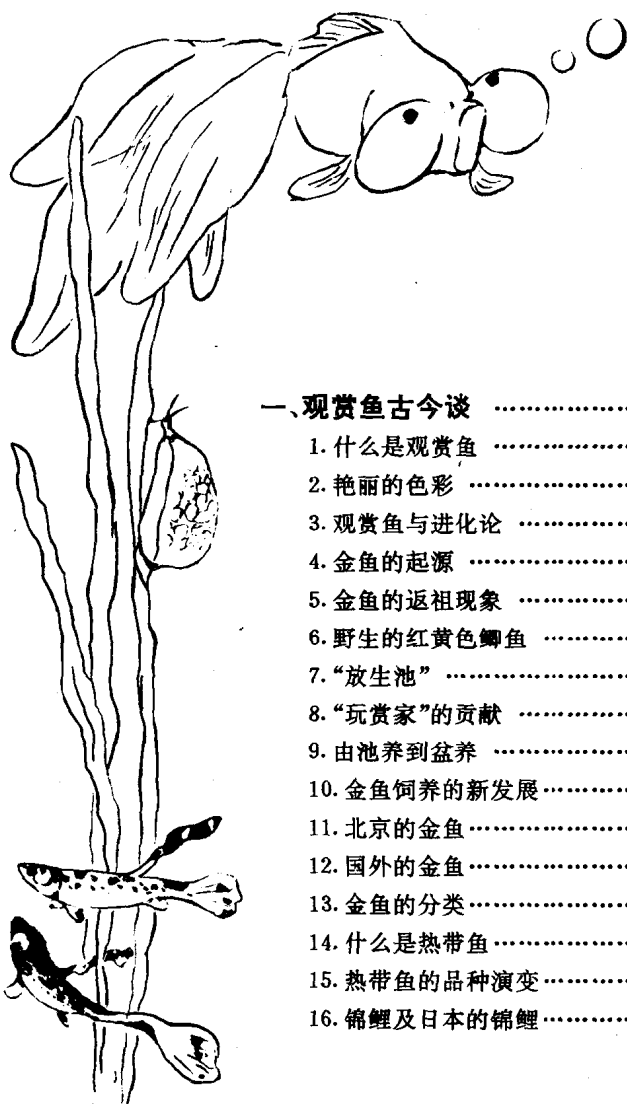 一、观赏鱼古今谈 ………………
1. 什么是观赏鱼 ………………
2. 艳丽的色彩 …………………
3. 观赏鱼与进化论 ……………
4. 金鱼的起源 …………………
5. 金鱼的返祖现象 ……………
6. 野生的红黄色鲫鱼 …………
7. “放生池” ……………………
8. “玩赏家”的贡献 ……………
9. 由池养到盆养 ………………
10. 金鱼饲养的新发展…………
11. 北京的金鱼…………………
12. 国外的金鱼…………………
13. 金鱼的分类…………………
14. 什么是热带鱼………………
15. 热带鱼的品种演变…………
16. 锦鲤及日本的锦鲤…………